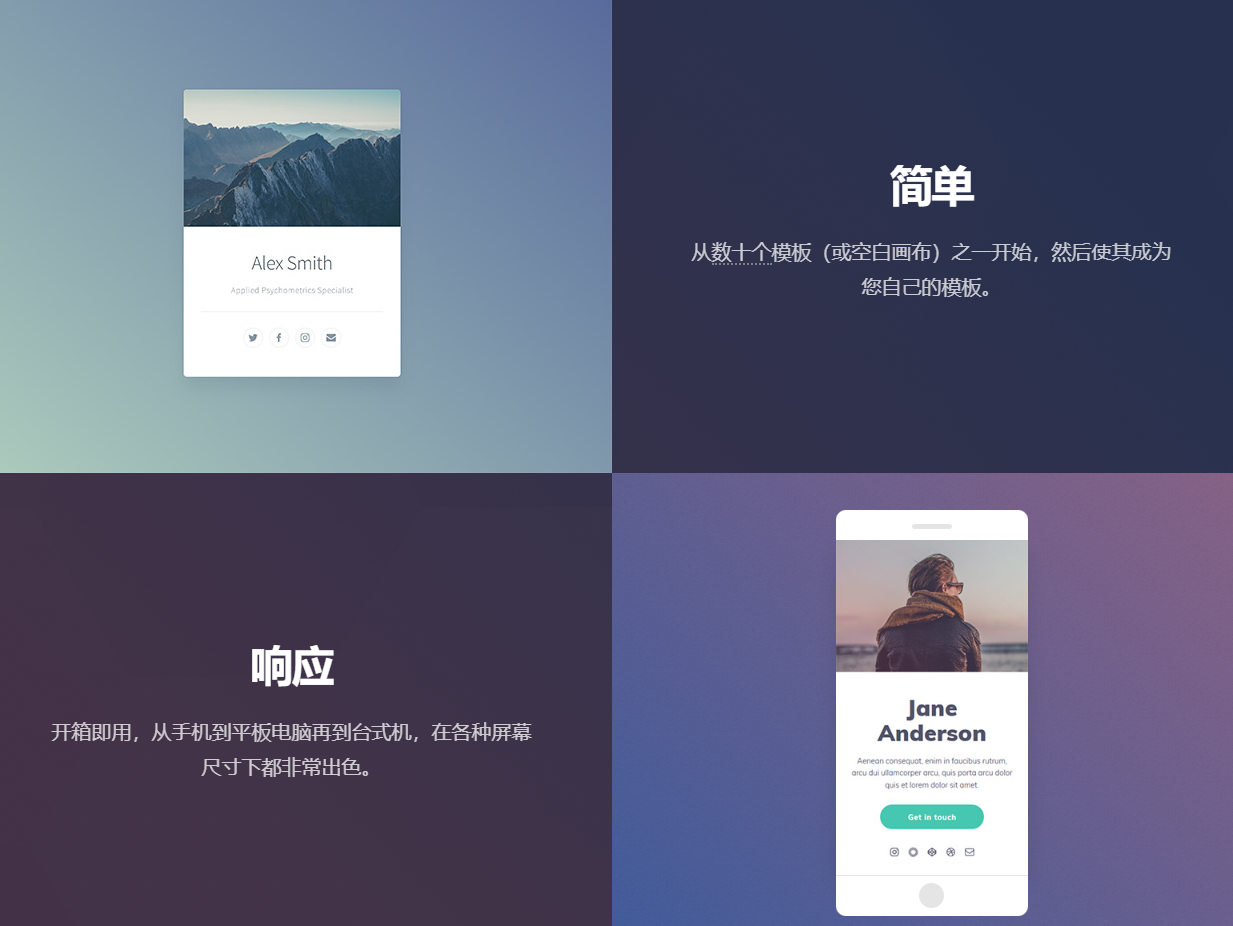 Alex Smith
Applied Psychometrics Specialist
简单
从数十个模板（或空白画布）之一开始，然后使其成为
您自己的模板。
响应
开箱即用，从手机到平板电脑再到台式机，在各种屏幕
尺寸下都非常出色。
Jane
Anderson
Aenean consequat, enim in faucibus rutrum,
arcu dui ullamcorper arcu, quis porta arcu dolor
quis et lorem dolor sit amet.
Get in touch